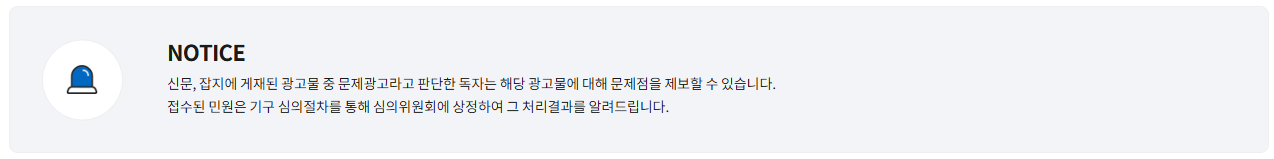 NOTICE
신문, 잡지에 게재된 광고물 중 문제광고라고 판단한 독자는 해당 광고물에 대해 문제점을 제보할 수 있습니다.
접수된 민원은 기구 심의절차를 통해 심의위원회에 상정하여 그 처리결과를 알려드립니다.